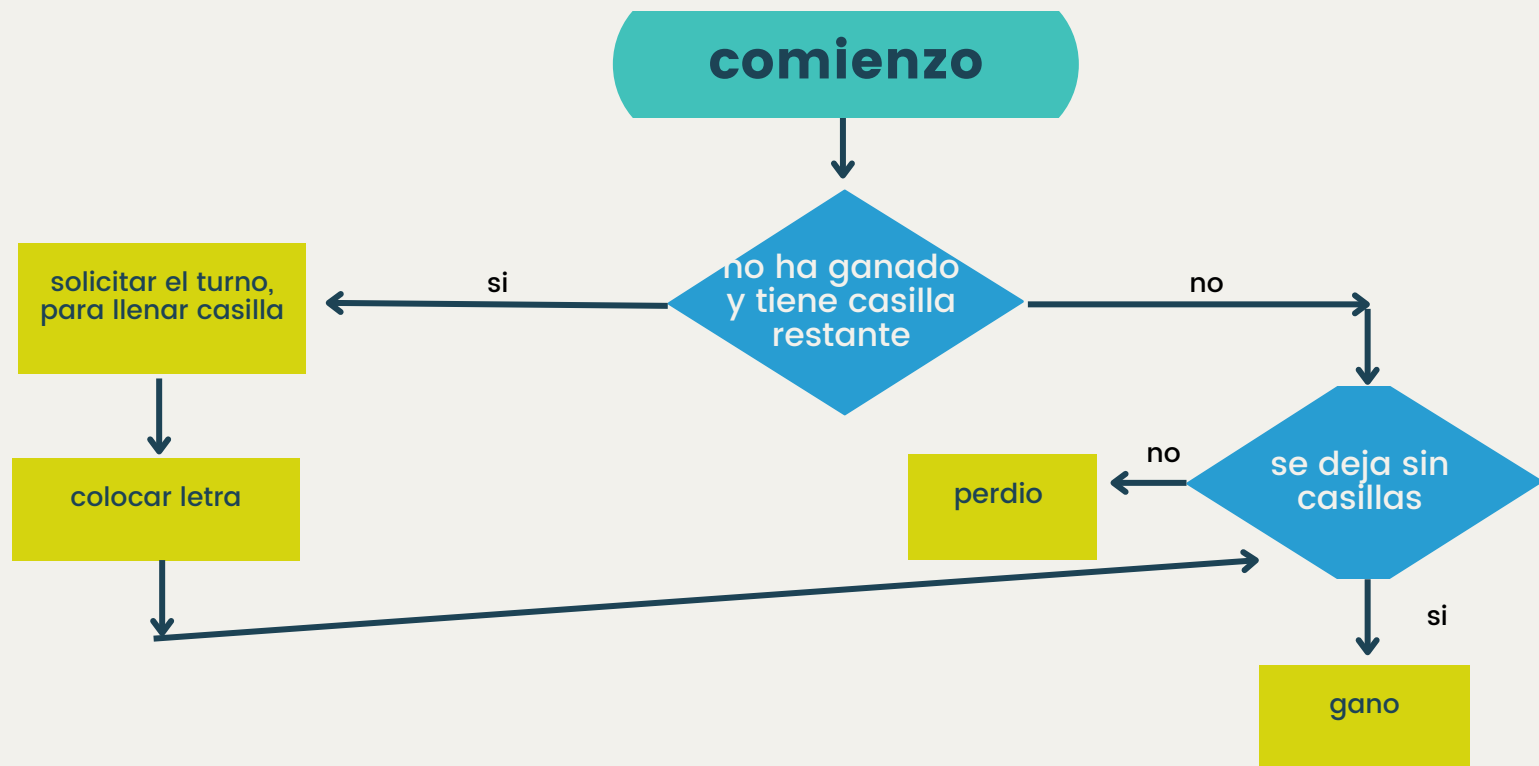 comienzo
no ha ganado
y tiene casilla
restante
si
no
solicitar el turno,
para llenar casilla
colocar letra
se deja sin
casillas
no
perdio
si
gano